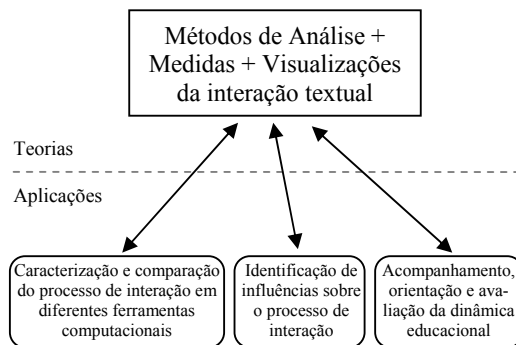 Métodos de Análise +
Medidas + Visualizações
da interação textual
Teorias
Aplicações
Caracterização e comparação
do processo de interação em
diferentes ferramentas
computacionais
Identificação de
influências sobre
o processo de
interação
Acompanhamento,
orientação e ava-
liação da dinâmica
educacional